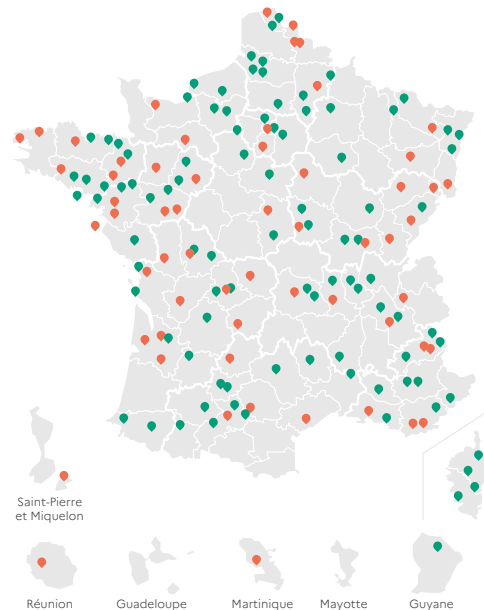 Saint-Pierre
et Miquelon
Réunion
Guadeloupe
Martinique
Mayotte
Guyane